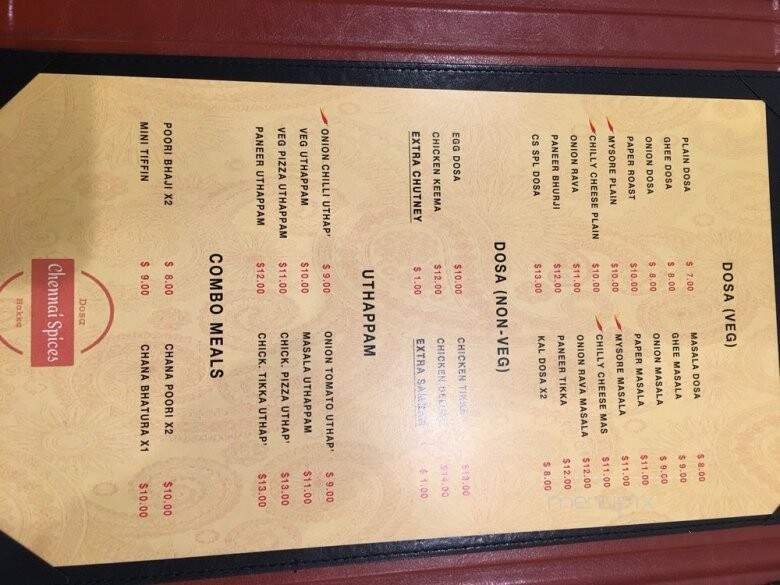 DOSA (VEG)
PLAIN DOSA $ 7.00 MASALA DOSA $ 8.00
GHEE DOSA $ 8.00 GHEE MASALA $ 9.00
ONION DOSA $ 8.00 ONION MASALA $ 9.00
PAPER ROAST $10.00 PAPER MASALA $11.00
MYSORE PLAIN $10.00 MYSORE MASALA $11.00
CHILLY CHEESE PLAIN $10.00 CHILLY CHEESE MAS $11.00
ONION RAVA $11.00 ONION RAVA MASALA $12.00
PANEER BHURJI $12.00 PANEER TIKKA $12.00
CS SPL DOSA $13.00 KAL DOSA X2 $ 8.00
DOSA (NON-VEG)
EGG DOSA $10.00 CHICKEN TIKKA $13.00
CHICKEN KEEMA $12.00 CHICKEN $14.00
EXTRA CHUTNEY $ 1.00 EXTRA SAMBAR $ 1.00
UTHAPPAM
ONION CHILLI UTHAP' $ 9.00 ONION TOMATO UTHAP' $ 9.00
VEG UTHAPPAM $10.00 MASALA UTHAPPAM $11.00
VEG PIZZA UTHAPPAM $11.00 CHICK. PIZZA UTHAP' $13.00
PANEER UTHAPPAM $12.00 CHICK. TIKKA UTHAP' $13.00
COMBO MEALS
POORI BHAJI X2 $ 8.00 CHANA POORI X2 $10.00
MINI TIFFIN $ 9.00 CHANA BHATURA X1 $10.00
Dosa
Chennai Spices
Hakka